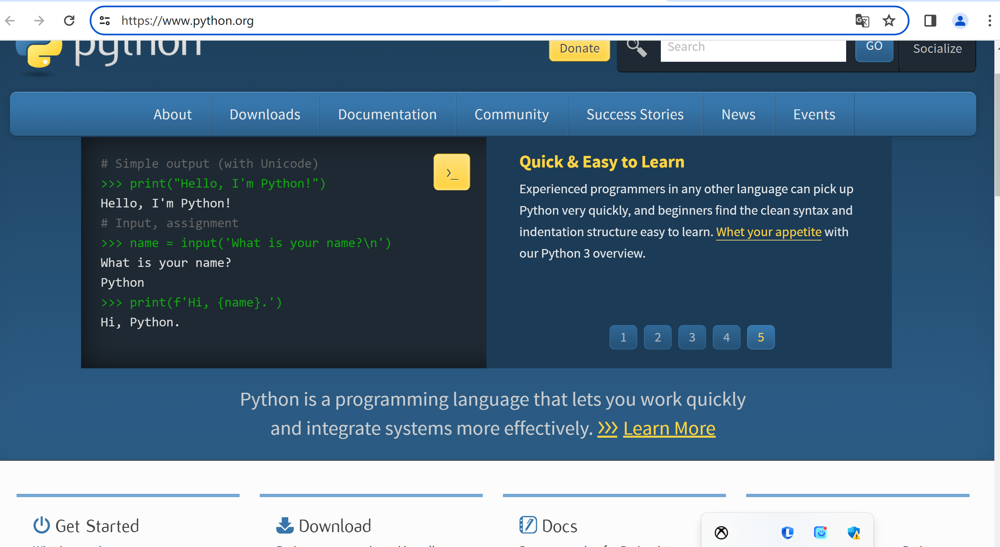 https://www.python.org
python
Donate
Search
GO
Socialize
About
Downloads
Documentation
Community
Success Stories
News
Events
# Simple output (with Unicode)
>>> print("Hello, I'm Python!")
Hello, I'm Python!
# Input, assignment
>>> name = input('What is your name?\n')
What is your name?
Python
>>> print(f'Hi, {name}.')
Hi, Python.
>_
Quick & Easy to Learn
Experienced programmers in any other language can pick up
Python very quickly, and beginners find the clean syntax and
indentation structure easy to learn. Whet your appetite with
our Python 3 overview.
1
2
3
4
5
Python is a programming language that lets you work quickly
and integrate systems more effectively. >>> Learn More
Get Started
Download
Docs